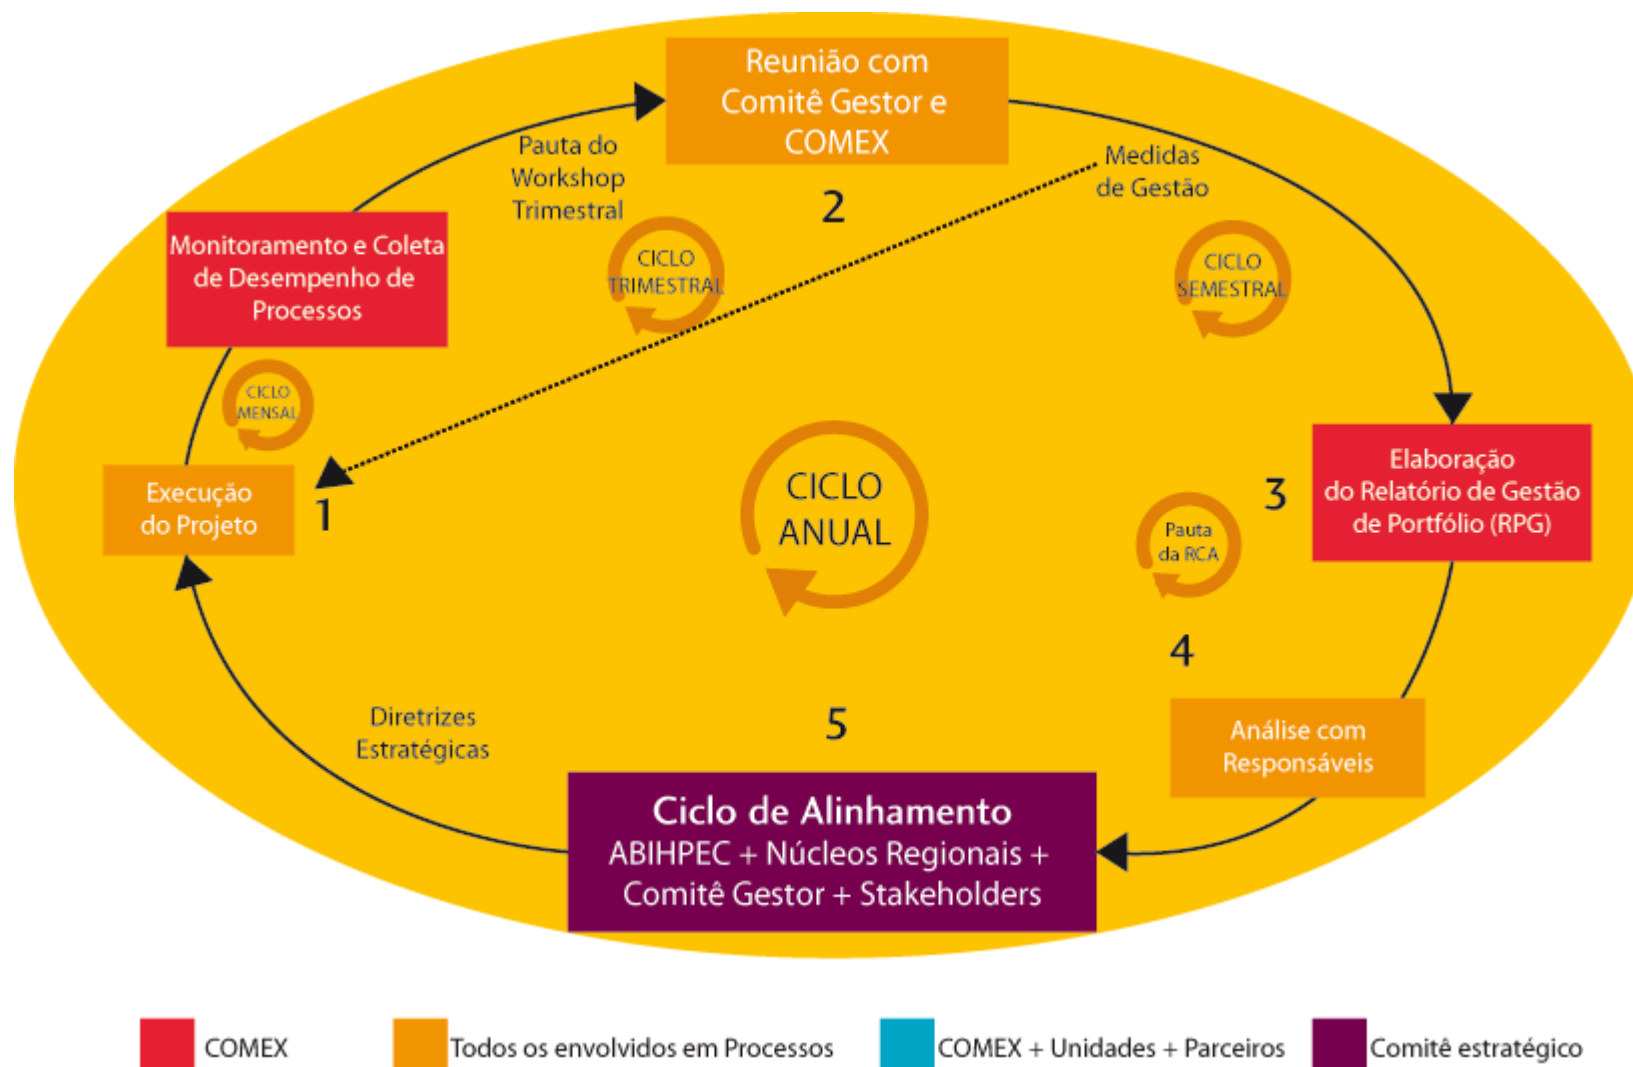 Reunião com
Comitê Gestor e
COMEX
Pauta do
Workshop
Trimestral
Medidas
de Gestão
2
Monitoramento e Coleta
de Desempenho de
Processos
CICLO
TRIMESTRAL
CICLO
SEMESTRAL
CICLO
MENSAL
Execução
do Projeto
1
CICLO
ANUAL
3
Elaboração
do Relatório de Gestão
de Portfólio (RPG)
Pauta
da RCA
4
Análise com
Responsáveis
Diretrizes
Estratégicas
5
Ciclo de Alinhamento
ABIHPEC + Núcleos Regionais +
Comitê Gestor + Stakeholders
COMEX
Todos os envolvidos em Processos
COMEX + Unidades + Parceiros
Comitê estratégico